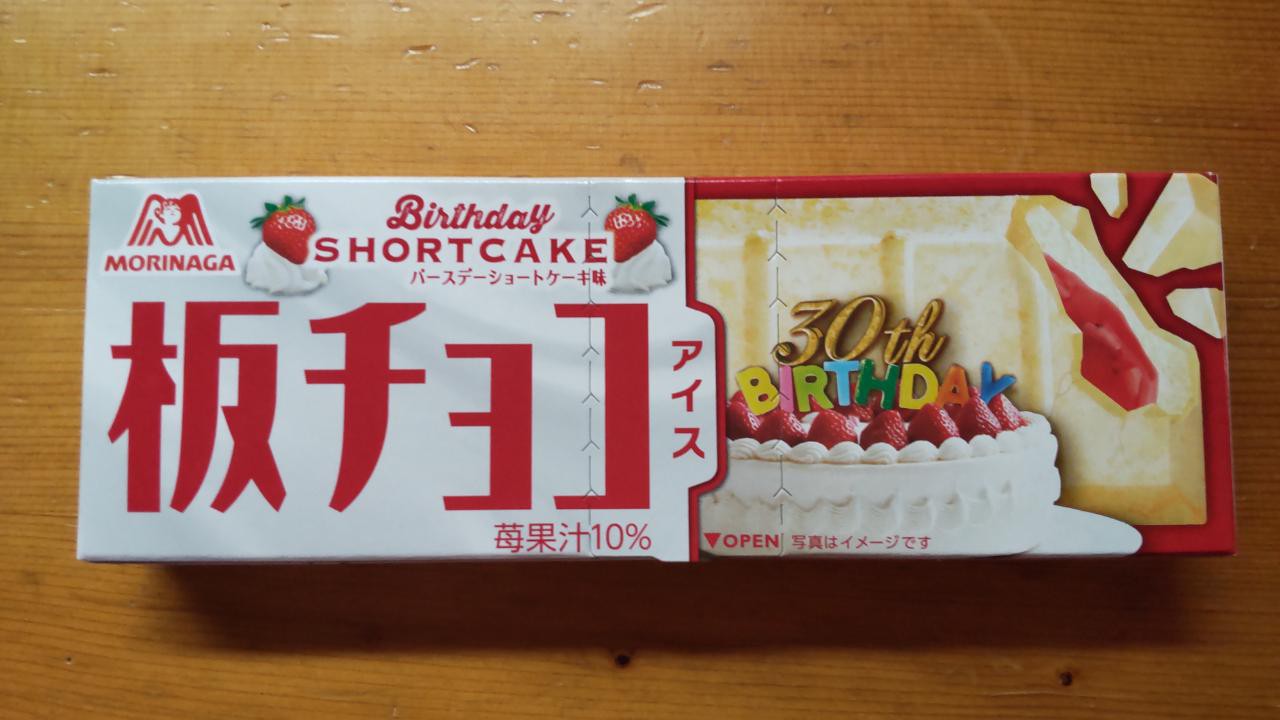 MORINAGA
Birthday
SHORTCAKE
バースデーショートケーキ味
板チョコ
アイス
苺果汁10%
30th
BIRTHDAY
▼OPEN
写真はイメージです